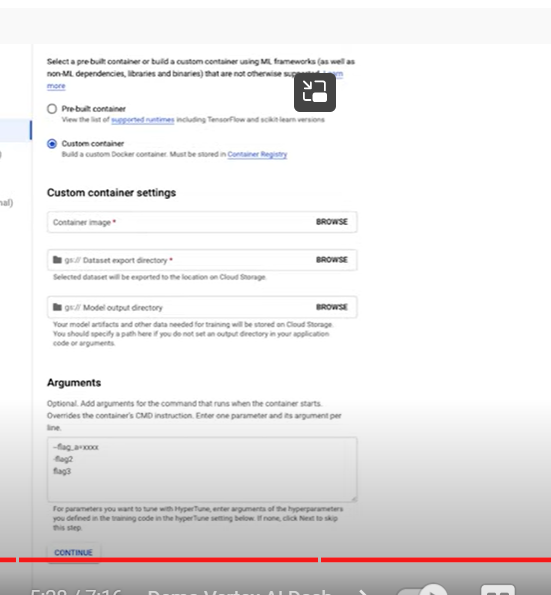 Select a pre-built container or build a custom container using ML frameworks (as well as
non-ML dependencies, libraries and binaries) that are not otherwise supported. Learn
more
Pre-built container
View the list of supported runtimes including TensorFlow and scikit-learn versions
Custom container
Build a custom Docker container. Must be stored in Container Registry
nal)
Custom container settings
Container image * BROWSE
gs:// Dataset export directory * BROWSE
Selected dataset will be exported to the location on Cloud Storage.
gs:// Model output directory BROWSE
Your model artifacts and other data needed for training will be stored on Cloud Storage.
You should specify a path here if you do not set an output directory in your application
code or arguments.
Arguments
Optional. Add arguments for the command that runs when the container starts.
Overrides the container's CMD instruction. Enter one parameter and its argument per
line.
--flag_a=xxxx
-flag2
flag3
For parameters you want to tune with HyperTune, enter arguments of the hyperparameters
you defined in the training code in the hyperTune setting below. If none, click Next to skip
this step.
CONTINUE
5:28 / 7:16 Demo Vertex AI Dash